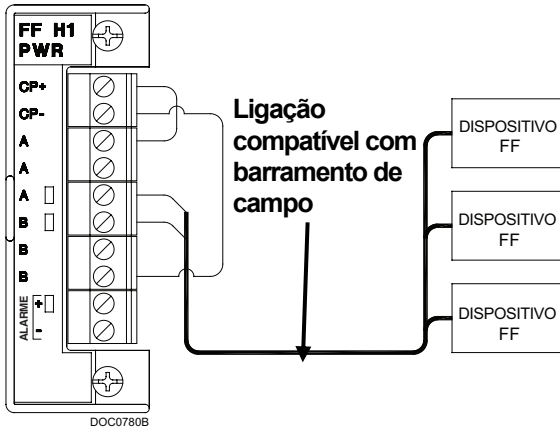 FF H1
PWR
CP+
CP-
A
A
A
B
B
B
ALARME
+
-
Ligação
compatível com
barramento de
campo
DISPOSITIVO
FF
DISPOSITIVO
FF
DISPOSITIVO
FF
DOC0780B